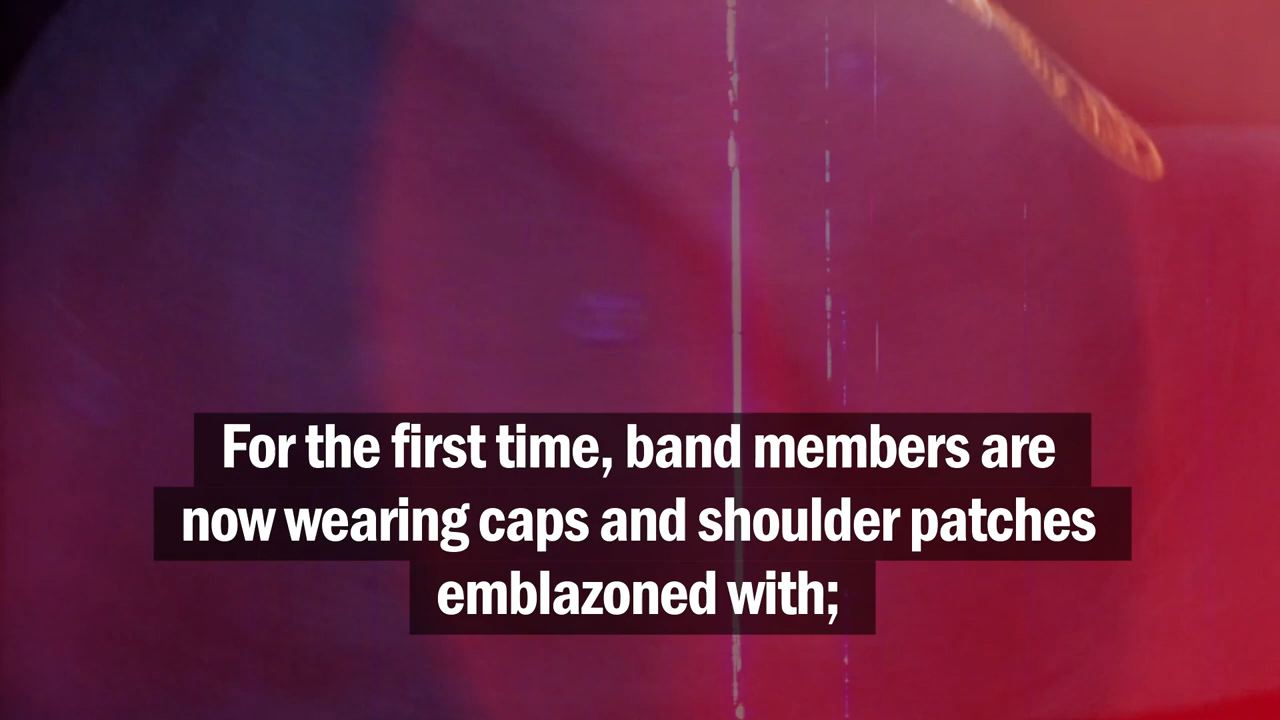 For the first time, band members are
now wearing caps and shoulder patches
emblazoned with;